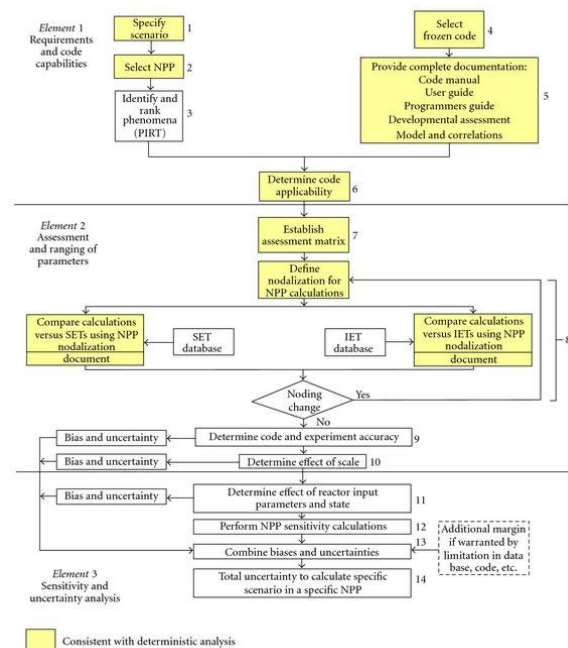 Element 1
Requirements
and code
capabilities
Specify
scenario
1
Select NPP
2
Identify and
rank
phenomena
(PIRT)
3
Select
frozen code
4
Provide complete documentation:
Code manual
User guide
Programmers guide
Developmental assessment
Model and correlations
5
Determine code
applicability
6
Element 2
Assessment
and ranging of
parameters
Establish
assessment matrix
7
Define
nodalization for
NPP calculations
Compare calculations
versus SETs using NPP
nodalization
document
SET
database
IET
database
Compare calculations
versus IETs using NPP
nodalization
document
8
Noding
change
Yes
No
Bias and uncertainty
Determine code and experiment accuracy
9
Bias and uncertainty
Determine effect of scale
10
Bias and uncertainty
Determine effect of reactor input
parameters and state
11
Perform NPP sensitivity calculations
12
Combine biases and uncertainties
13
Additional margin
if warranted by
limitation in data
base, code, etc.
Element 3
Sensitivity and
uncertainty analysis
Total uncertainty to calculate specific
scenario in a specific NPP
14
Consistent with deterministic analysis